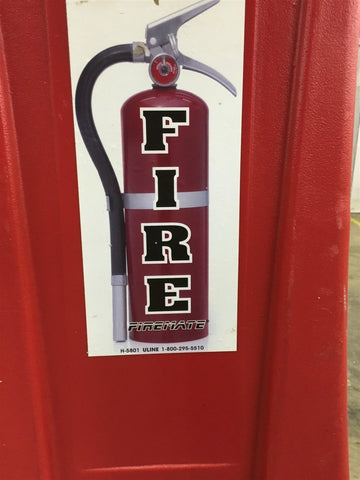 FIRE
FIREMATE
H-5801 ULINE 1-800-295-5510